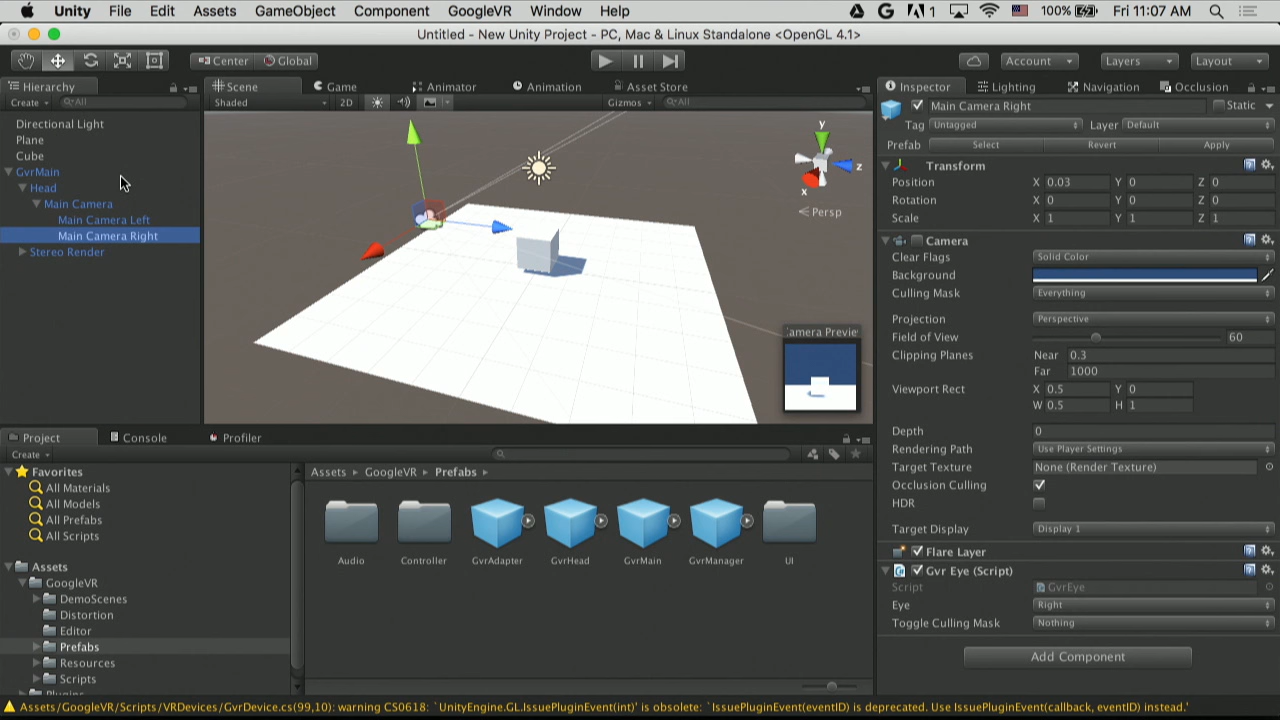 Unity File Edit Assets GameObject Component GoogleVR Window Help 1 100% Fri 11:07 AM
Untitled - New Unity Project - PC, Mac & Linux Standalone <OpenGL 4.1>
Center Global Account Layers Layout
Hierarchy Scene Game Animator Animation Asset Store Inspector Lighting Navigation Occlusion
Create All Shaded 2D Gizmos All Main Camera Right Static
Tag Untagged Layer Default
Prefab Select Revert Apply
Directional Light
Plane
Cube
GvrMain
Head
Main Camera
Main Camera Left
Main Camera Right
Stereo Render
y
z
x
Persp
Camera Preview
Transform
Position X 0.03 Y 0 Z 0
Rotation X 0 Y 0 Z 0
Scale X 1 Y 1 Z 1
Camera
Clear Flags Solid Color
Background
Culling Mask Everything
Projection Perspective
Field of View 60
Clipping Planes Near 0.3
Far 1000
Viewport Rect X 0.5 Y 0
W 0.5 H 1
Depth 0
Rendering Path Use Player Settings
Target Texture None (Render Texture)
Occlusion Culling
HDR
Target Display Display 1
Flare Layer
Gvr Eye (Script)
Script GvrEye
Eye Right
Toggle Culling Mask Nothing
Add Component
Project Console Profiler
Create
Favorites
All Materials
All Models
All Prefabs
All Scripts
Assets
GoogleVR
DemoScenes
Distortion
Editor
Prefabs
Resources
Scripts
Plugins
Assets GoogleVR Prefabs
Audio Controller GvrAdapter GvrHead GvrMain GvrManager UI
Assets/GoogleVR/Scripts/VRDevices/GvrDevice.cs(99,10): warning CS0618: `UnityEngine.GL.IssuePluginEvent(int)' is obsolete: `IssuePluginEvent(eventID) is deprecated. Use IssuePluginEvent(callback, eventID) instead.'